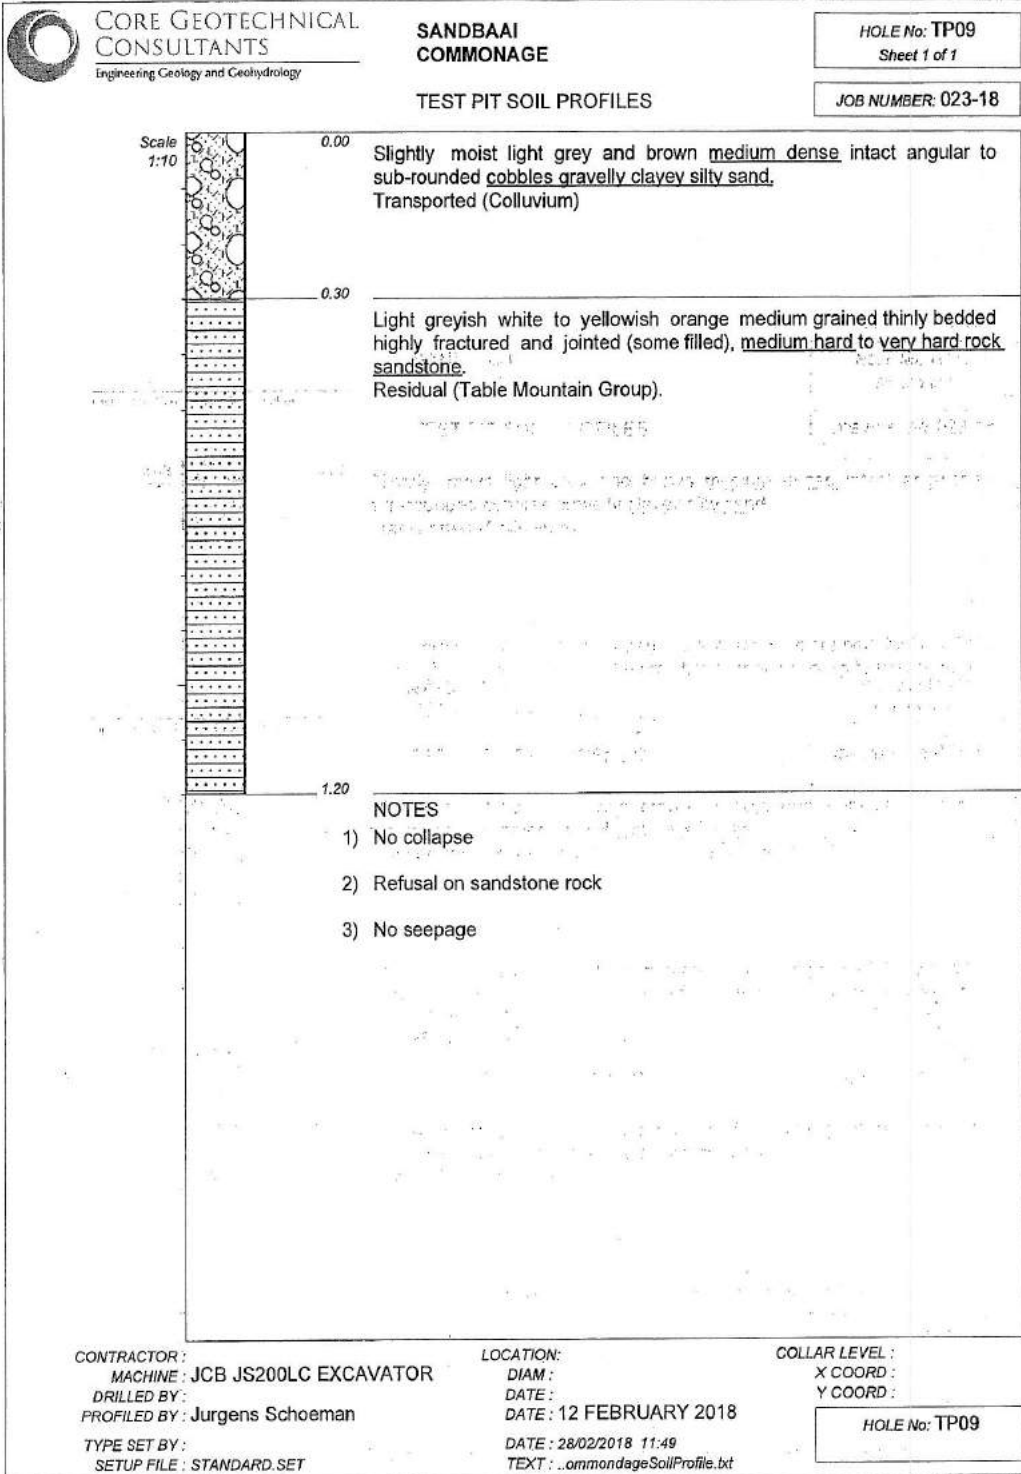 CORE GEOTECHNICAL
CONSULTANTS
Engineering Geology and Geohydrology
SANDBAAI
COMMONAGE
TEST PIT SOIL PROFILES
HOLE No: TP09
Sheet 1 of 1
JOB NUMBER: 023-18
Scale
1:10
0.00
Slightly moist light grey and brown medium dense intact angular to
sub-rounded cobbles gravelly clayey silty sand.
Transported (Colluvium)
0.30
Light greyish white to yellowish orange medium grained thinly bedded
highly fractured and jointed (some filled), medium hard to very hard rock
sandstone.
Residual (Table Mountain Group).
1.20
NOTES
1) No collapse
2) Refusal on sandstone rock
3) No seepage
CONTRACTOR :
MACHINE : JCB JS200LC EXCAVATOR
DRILLED BY :
PROFILED BY : Jurgens Schoeman
TYPE SET BY :
SETUP FILE : STANDARD.SET
LOCATION:
DIAM :
DATE :
DATE : 12 FEBRUARY 2018
DATE : 28/02/2018 11:49
TEXT : ..ommondageSoilProfile.txt
COLLAR LEVEL :
X COORD :
Y COORD :
HOLE No: TP09